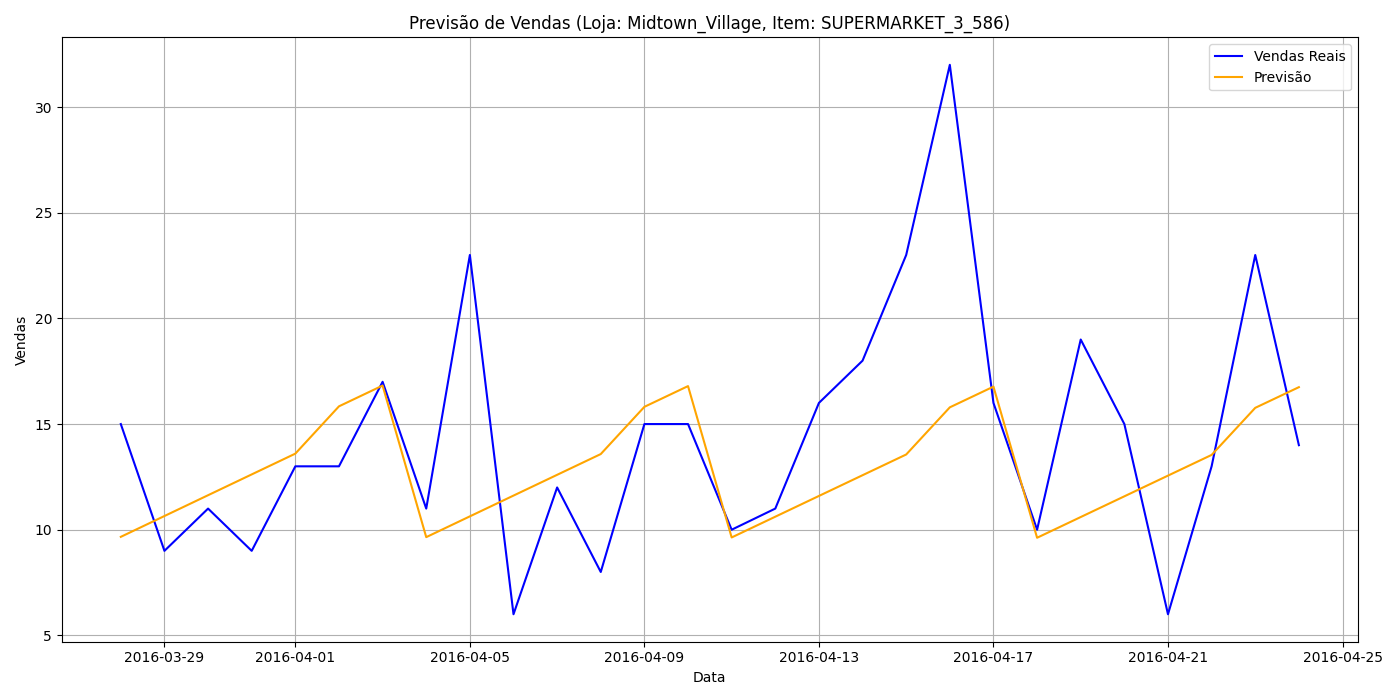 Previsão de Vendas (Loja: Midtown_Village, Item: SUPERMARKET_3_586)
Vendas Reais
Previsão
30
25
20
15
10
5
Vendas
2016-03-29 2016-04-01 2016-04-05 2016-04-09 2016-04-13 2016-04-17 2016-04-21 2016-04-25
Data